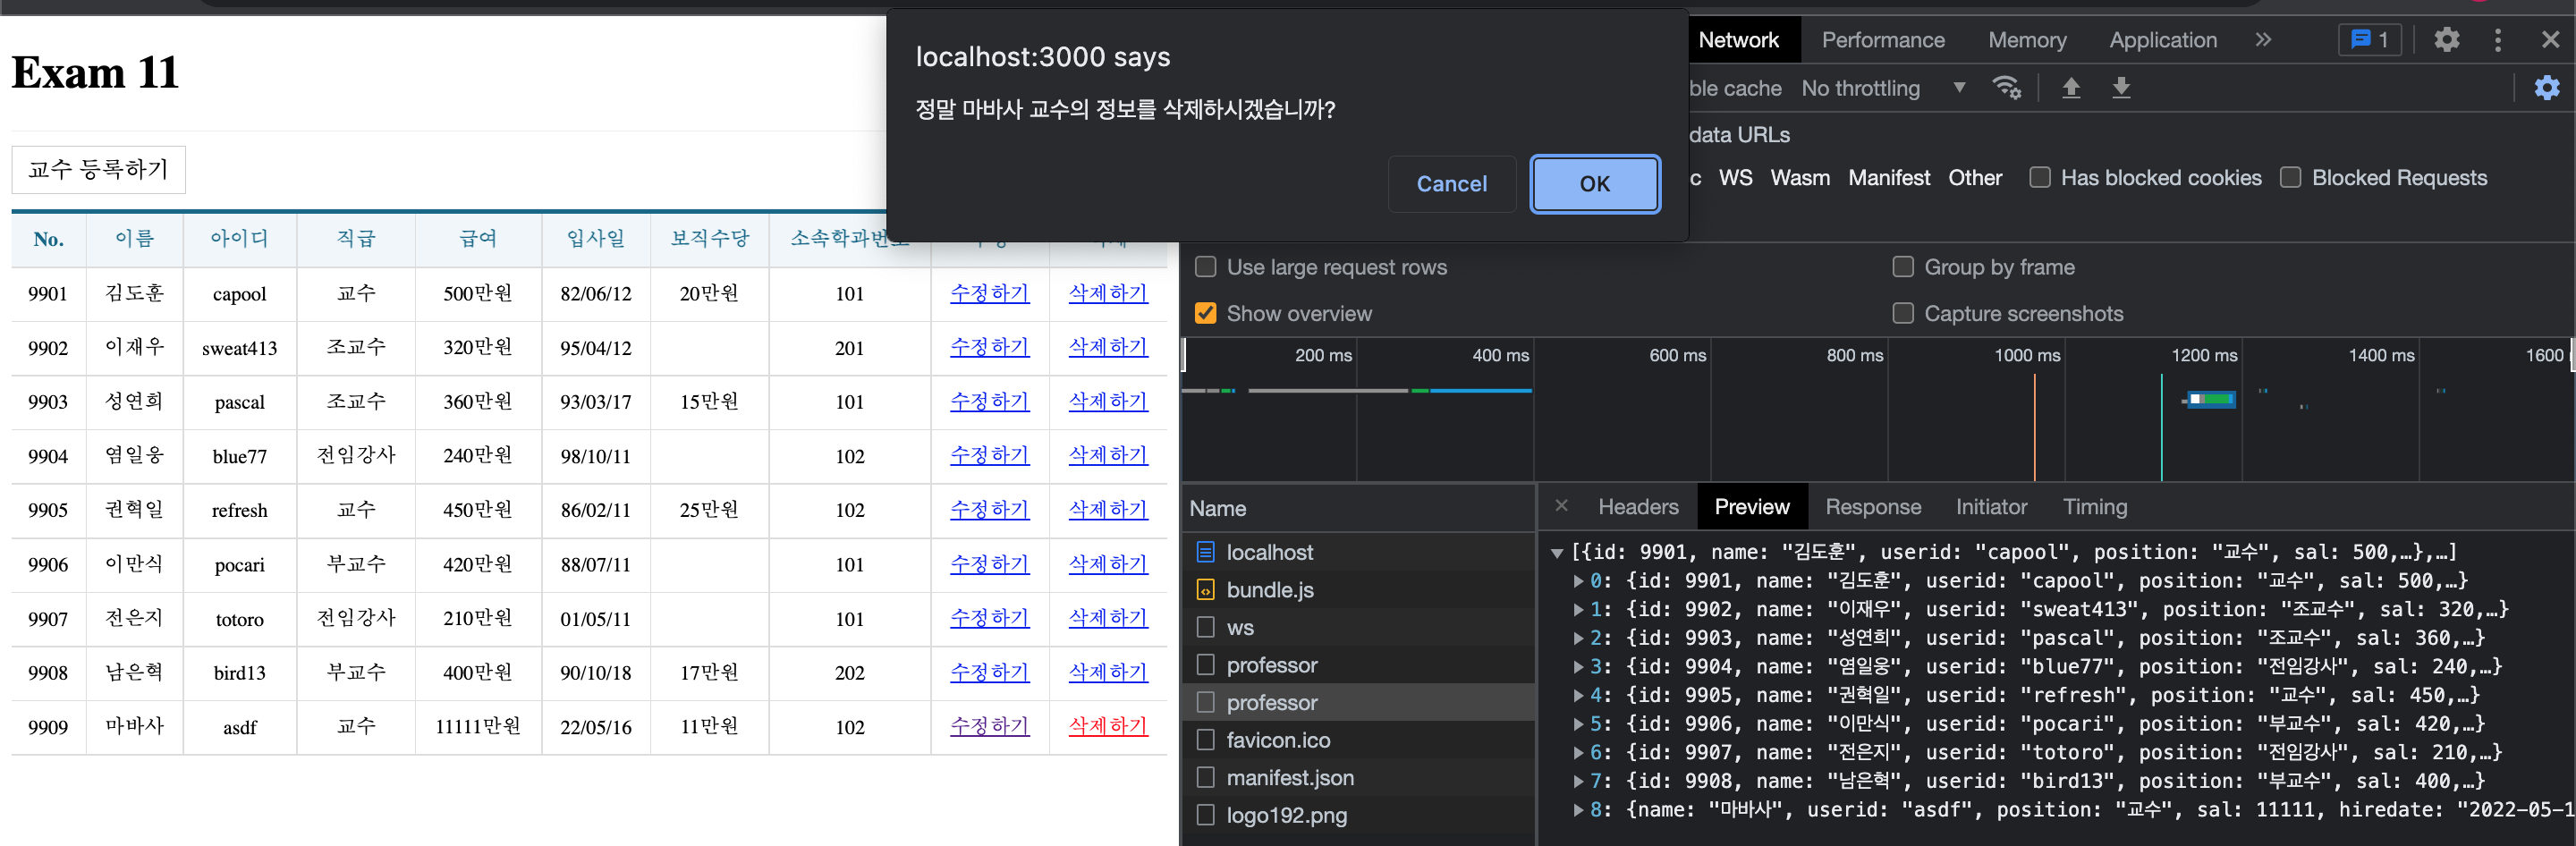 Exam 11
교수 등록하기
No. 이름 아이디 직급 급여 입사일 보직수당 소속학과번호
9901 김도훈 capool 교수 500만원 82/06/12 20만원 101 수정하기 삭제하기
9902 이재우 sweat413 조교수 320만원 95/04/12 201 수정하기 삭제하기
9903 성연희 pascal 조교수 360만원 93/03/17 15만원 101 수정하기 삭제하기
9904 염일웅 blue77 전임강사 240만원 98/10/11 102 수정하기 삭제하기
9905 권혁일 refresh 교수 450만원 86/02/11 25만원 102 수정하기 삭제하기
9906 이만식 pocari 부교수 420만원 88/07/11 101 수정하기 삭제하기
9907 전은지 totoro 전임강사 210만원 01/05/11 101 수정하기 삭제하기
9908 남은혁 bird13 부교수 400만원 90/10/18 17만원 202 수정하기 삭제하기
9909 마바사 asdf 교수 11111만원 22/05/16 11만원 102 수정하기 삭제하기
localhost:3000 says
정말 마바사 교수의 정보를 삭제하시겠습니까?
Cancel OK
Network Performance Memory Application » 1
ble cache No throttling
data URLs
c WS Wasm Manifest Other Has blocked cookies Blocked Requests
Use large request rows Group by frame
Show overview Capture screenshots
200 ms 400 ms 600 ms 800 ms 1000 ms 1200 ms 1400 ms 1600
Name
localhost
bundle.js
ws
professor
professor
favicon.ico
manifest.json
logo192.png
Headers Preview Response Initiator Timing
[{id: 9901, name: "김도훈", userid: "capool", position: "교수", sal: 500,…},…]
0: {id: 9901, name: "김도훈", userid: "capool", position: "교수", sal: 500,…}
1: {id: 9902, name: "이재우", userid: "sweat413", position: "조교수", sal: 320,…}
2: {id: 9903, name: "성연희", userid: "pascal", position: "조교수", sal: 360,…}
3: {id: 9904, name: "염일웅", userid: "blue77", position: "전임강사", sal: 240,…}
4: {id: 9905, name: "권혁일", userid: "refresh", position: "교수", sal: 450,…}
5: {id: 9906, name: "이만식", userid: "pocari", position: "부교수", sal: 420,…}
6: {id: 9907, name: "전은지", userid: "totoro", position: "전임강사", sal: 210,…}
7: {id: 9908, name: "남은혁", userid: "bird13", position: "부교수", sal: 400,…}
8: {name: "마바사", userid: "asdf", position: "교수", sal: 11111, hiredate: "2022-05-1